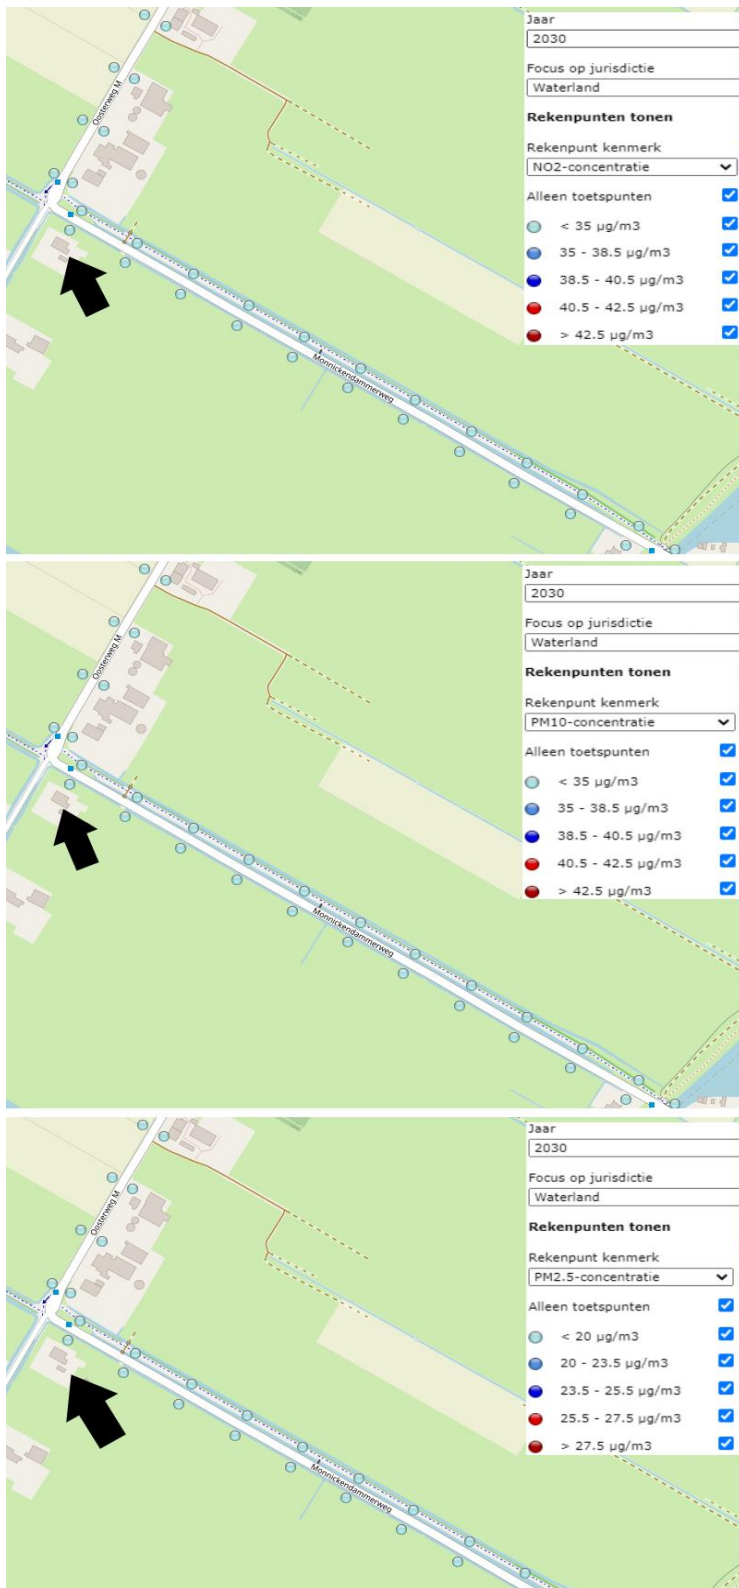 Jaar
2030
Focus op jurisdictie
Waterland
Rekenpunten tonen
Rekenpunt kenmerk
NO2-concentratie
Alleen toetspunten
< 35 µg/m3
35 - 38.5 µg/m3
38.5 - 40.5 µg/m3
40.5 - 42.5 µg/m3
> 42.5 µg/m3
Oosterweg M
Monnickendammerweg
Jaar
2030
Focus op jurisdictie
Waterland
Rekenpunten tonen
Rekenpunt kenmerk
PM10-concentratie
Alleen toetspunten
< 35 µg/m3
35 - 38.5 µg/m3
38.5 - 40.5 µg/m3
40.5 - 42.5 µg/m3
> 42.5 µg/m3
Oosterweg M
Monnickendammerweg
Jaar
2030
Focus op jurisdictie
Waterland
Rekenpunten tonen
Rekenpunt kenmerk
PM2.5-concentratie
Alleen toetspunten
< 20 µg/m3
20 - 23.5 µg/m3
23.5 - 25.5 µg/m3
25.5 - 27.5 µg/m3
> 27.5 µg/m3
Oosterweg M
Monnickendammerweg